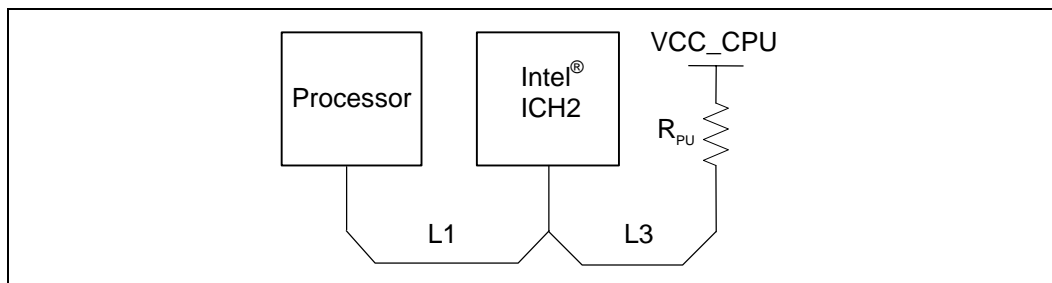 VCC_CPU
Processor
Intel®
ICH2
RPU
L1
L3